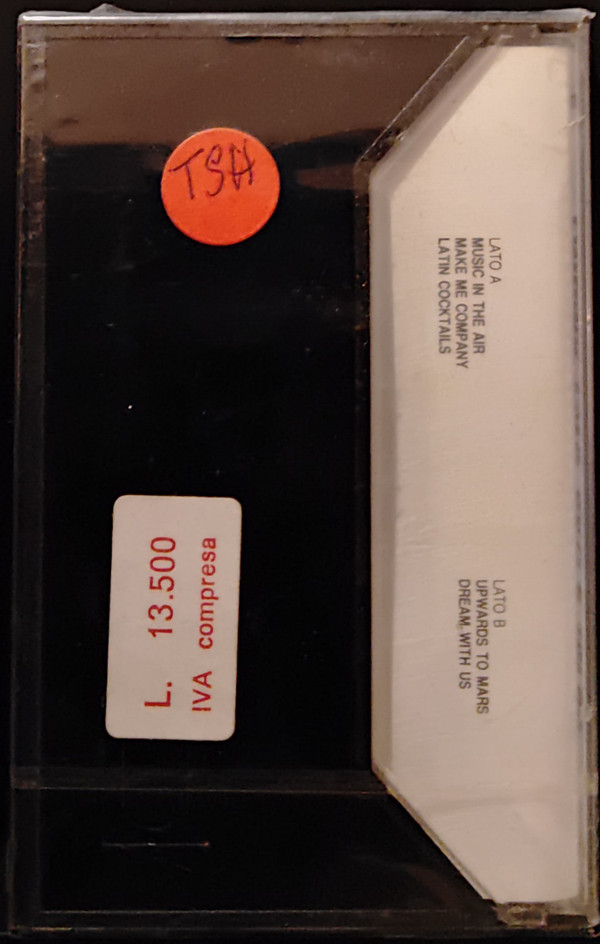 TSH
L. 13.500
IVA compresa
LATO A
MUSIC IN THE AIR
MAKE ME COMPANY
LATIN COCKTAILS
LATO B
UPWARDS TO MARS
DREAM WITH US